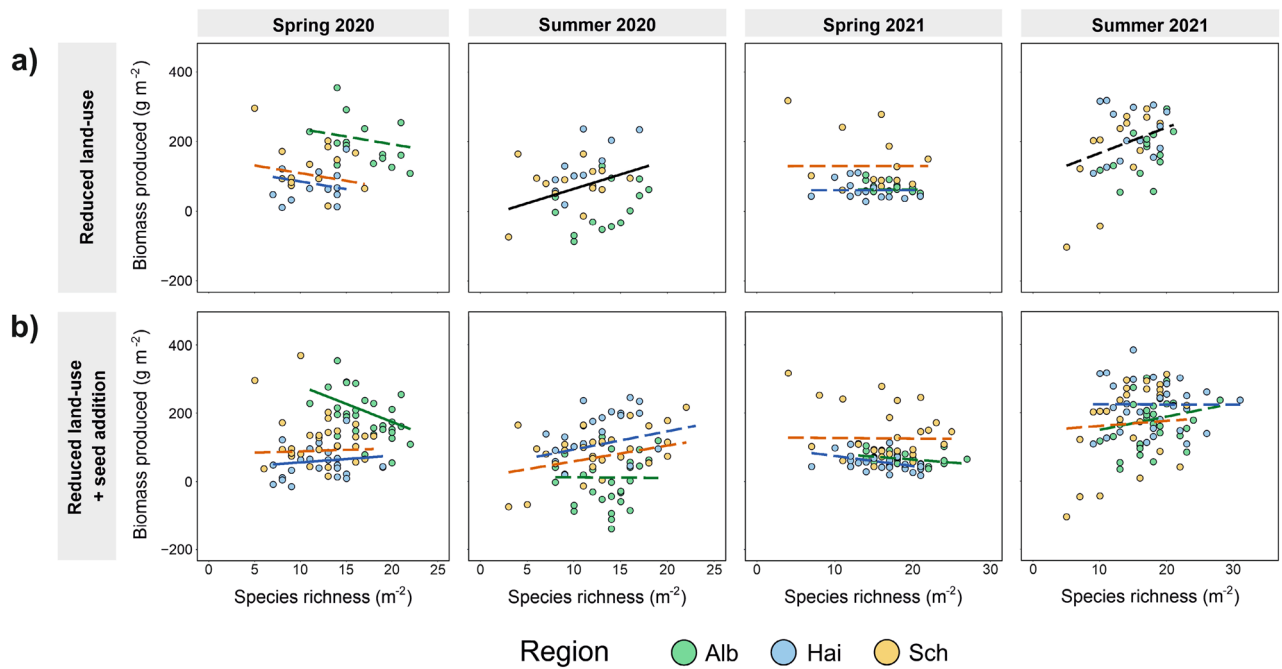 Spring 2020
Summer 2020
Spring 2021
Summer 2021
a)
Reduced land-use
Biomass produced (g m⁻²)
400
200
0
−200
b)
Reduced land-use
+ seed addition
Biomass produced (g m⁻²)
400
200
0
−200
0 5 10 15 20 25
0 5 10 15 20 25
0 10 20 30
0 10 20 30
Species richness (m⁻²)
Species richness (m⁻²)
Species richness (m⁻²)
Species richness (m⁻²)
Region Alb Hai Sch